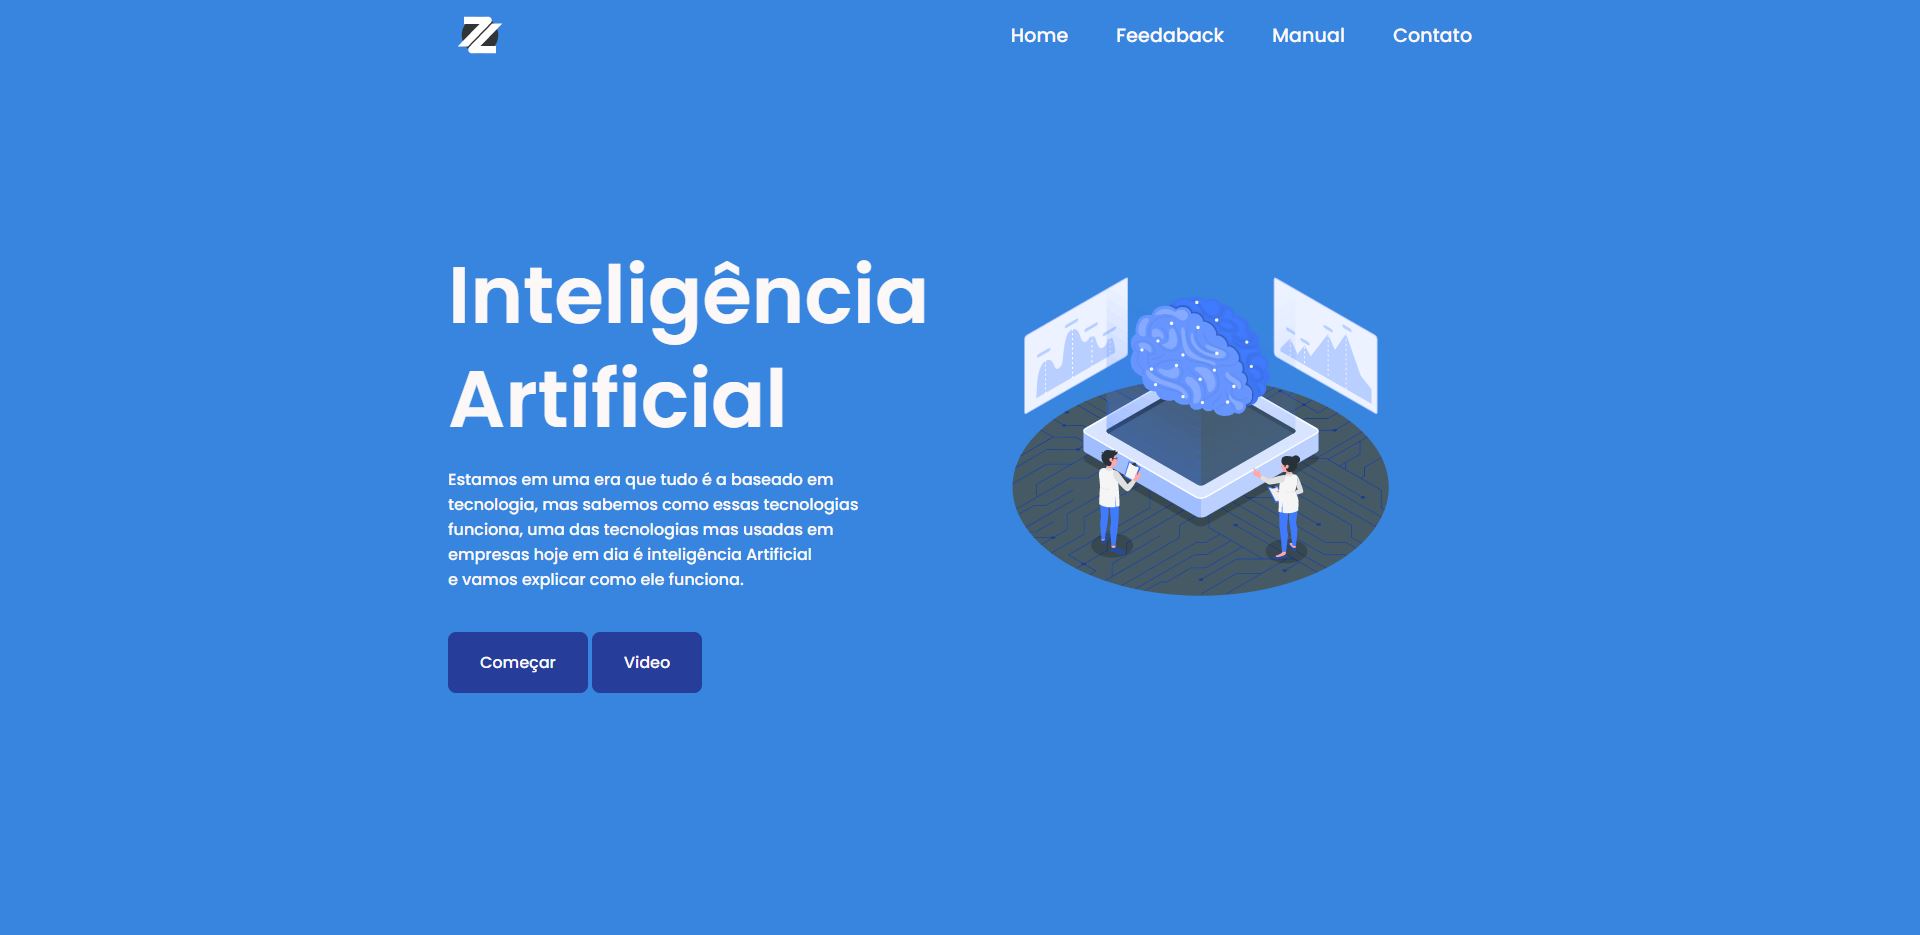 Home Feedaback Manual Contato
Inteligência
Artificial
Estamos em uma era que tudo é a baseado em
tecnologia, mas sabemos como essas tecnologias
funciona, uma das tecnologias mas usadas em
empresas hoje em dia é inteligência Artificial
e vamos explicar como ele funciona.
Começar Video